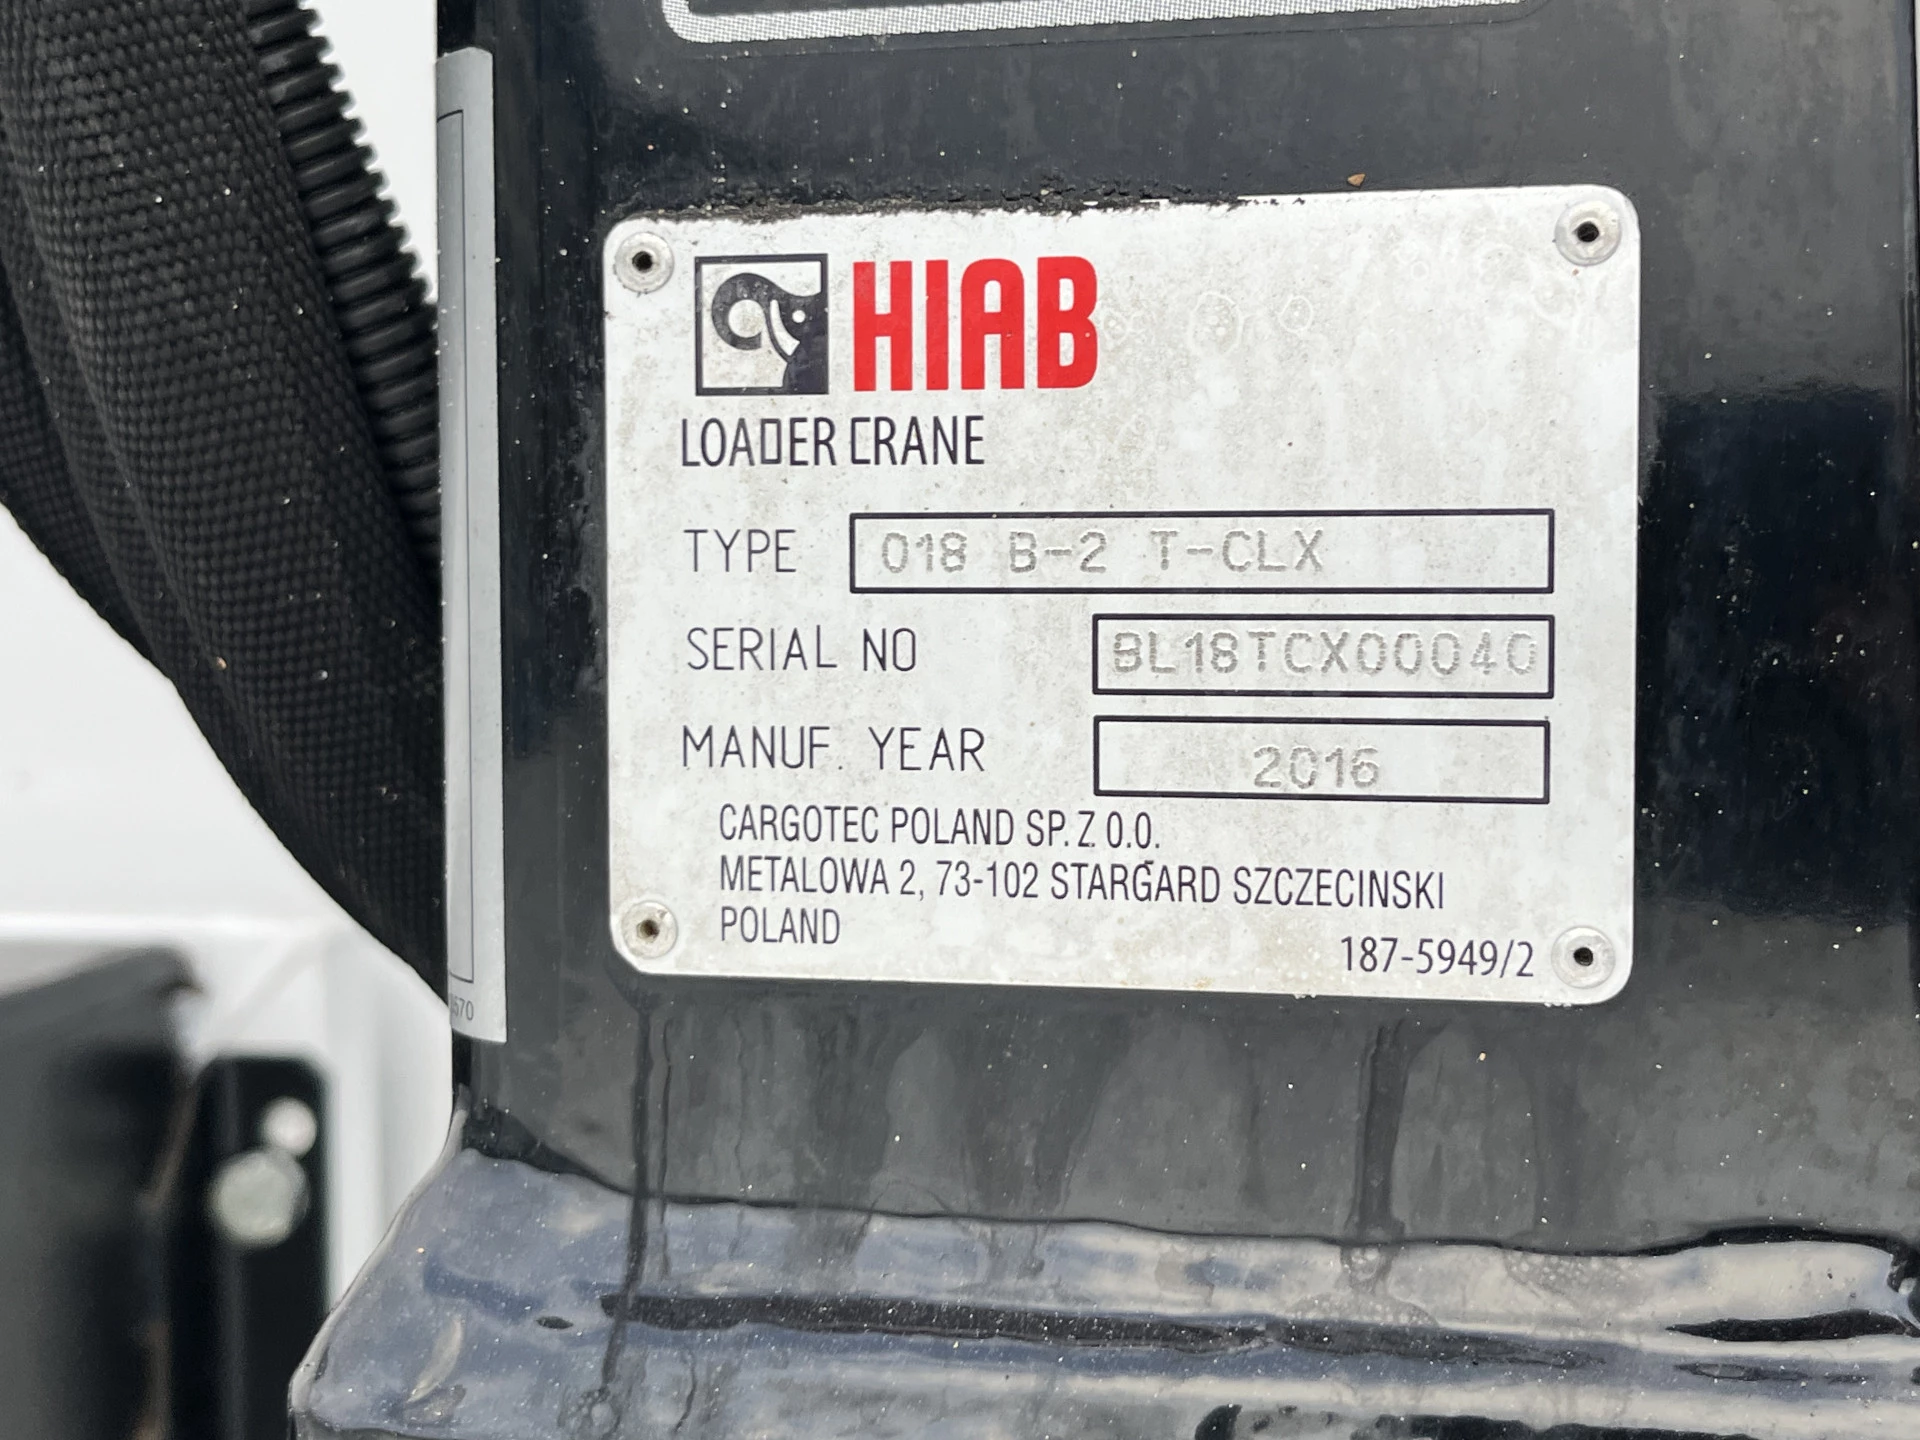 HIAB
LOADER CRANE
TYPE 018 B-2 T-CLX
SERIAL NO BL18TCX00040
MANUF. YEAR 2016
CARGOTEC POLAND SP. Z O.O.
METALOWA 2, 73-102 STARGARD SZCZECINSKI
POLAND
187-5949/2